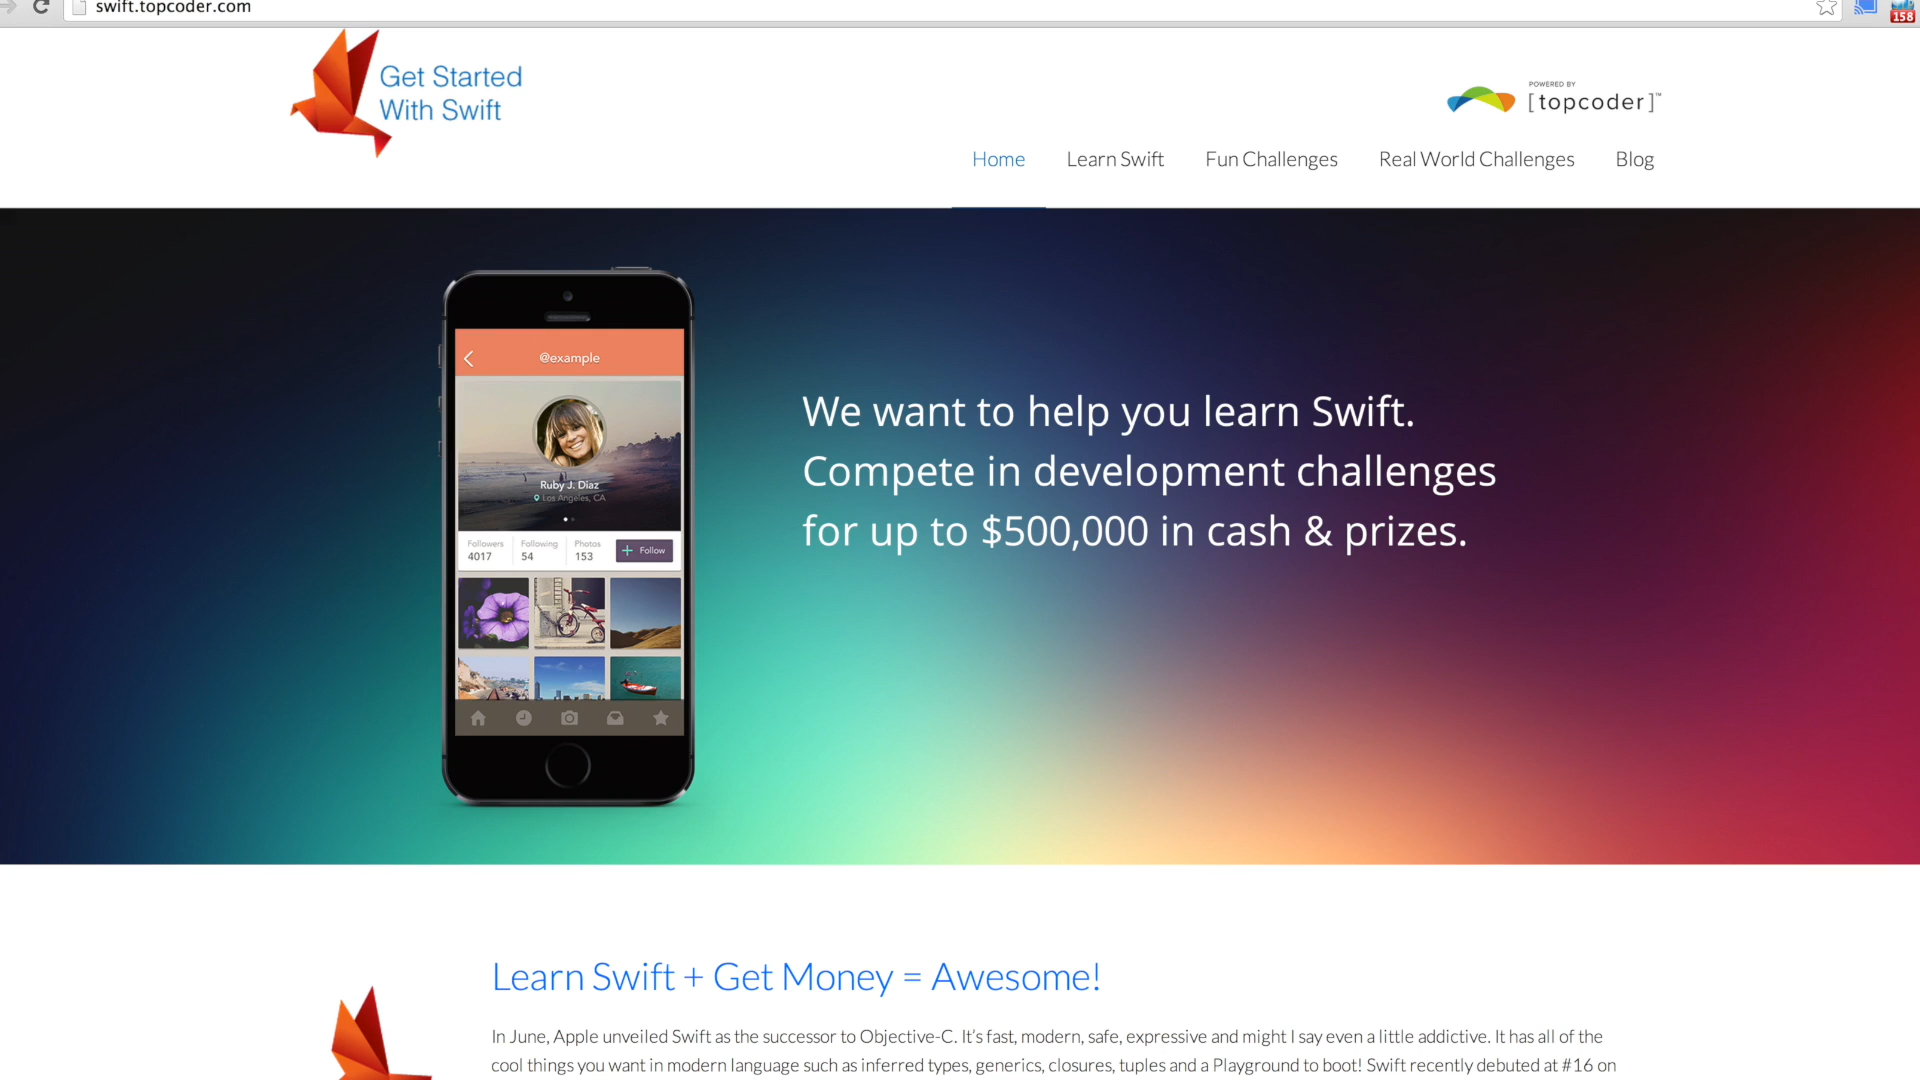 swift.topcoder.com
158
Get Started
With Swift
POWERED BY
[topcoder]™
Home
Learn Swift
Fun Challenges
Real World Challenges
Blog
@example
Ruby J. Diaz
Los Angeles, CA
Followers
4017
Following
54
Photos
153
+ Follow
We want to help you learn Swift.
Compete in development challenges
for up to $500,000 in cash & prizes.
Learn Swift + Get Money = Awesome!
In June, Apple unveiled Swift as the successor to Objective-C. It's fast, modern, safe, expressive and might I say even a little addictive. It has all of the
cool things you want in modern language such as inferred types, generics, closures, tuples and a Playground to boot! Swift recently debuted at #16 on